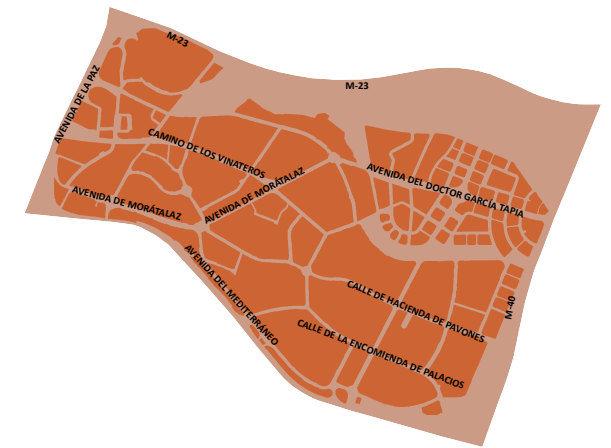 M-23
M-23
AVENIDA DE LA PAZ
CAMINO DE LOS VINATEROS
AVENIDA DEL DOCTOR GARCÍA TAPIA
AVENIDA DE MORÁTALAZ
AVENIDA DE MORÁTALAZ
AVENIDA DEL MEDITERRÁNEO
CALLE DE HACIENDA DE PAVONES
M-40
CALLE DE LA ENCOMIENDA DE PALACIOS